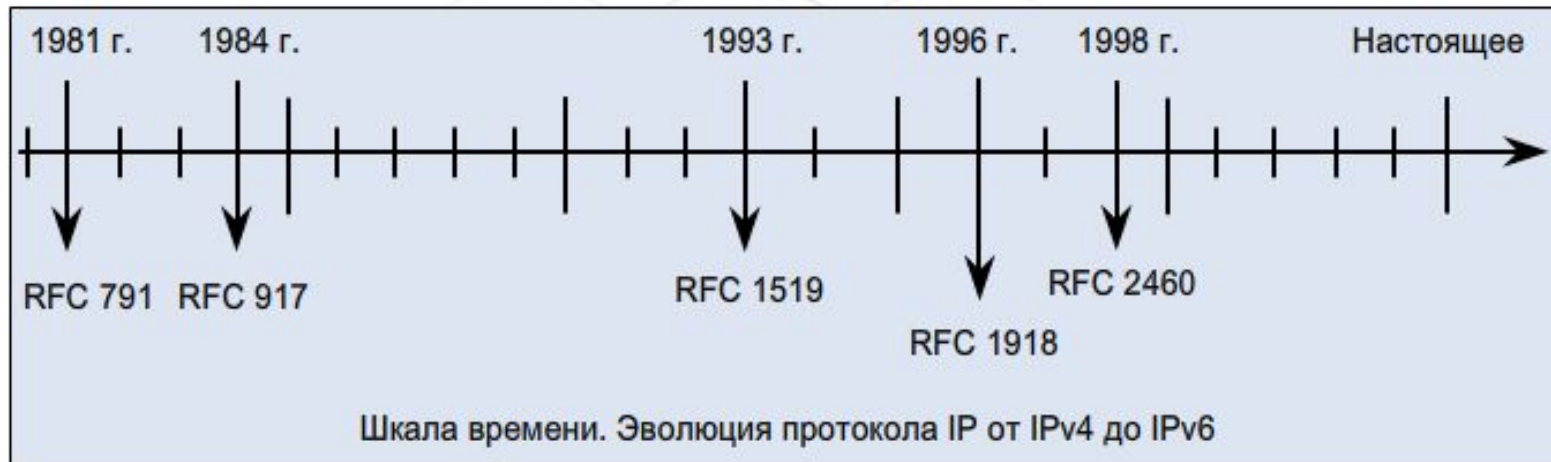 1981 г. 1984 г. 1993 г. 1996 г. 1998 г. Настоящее
RFC 791 RFC 917 RFC 1519 RFC 2460
RFC 1918
Шкала времени. Эволюция протокола IP от IPv4 до IPv6